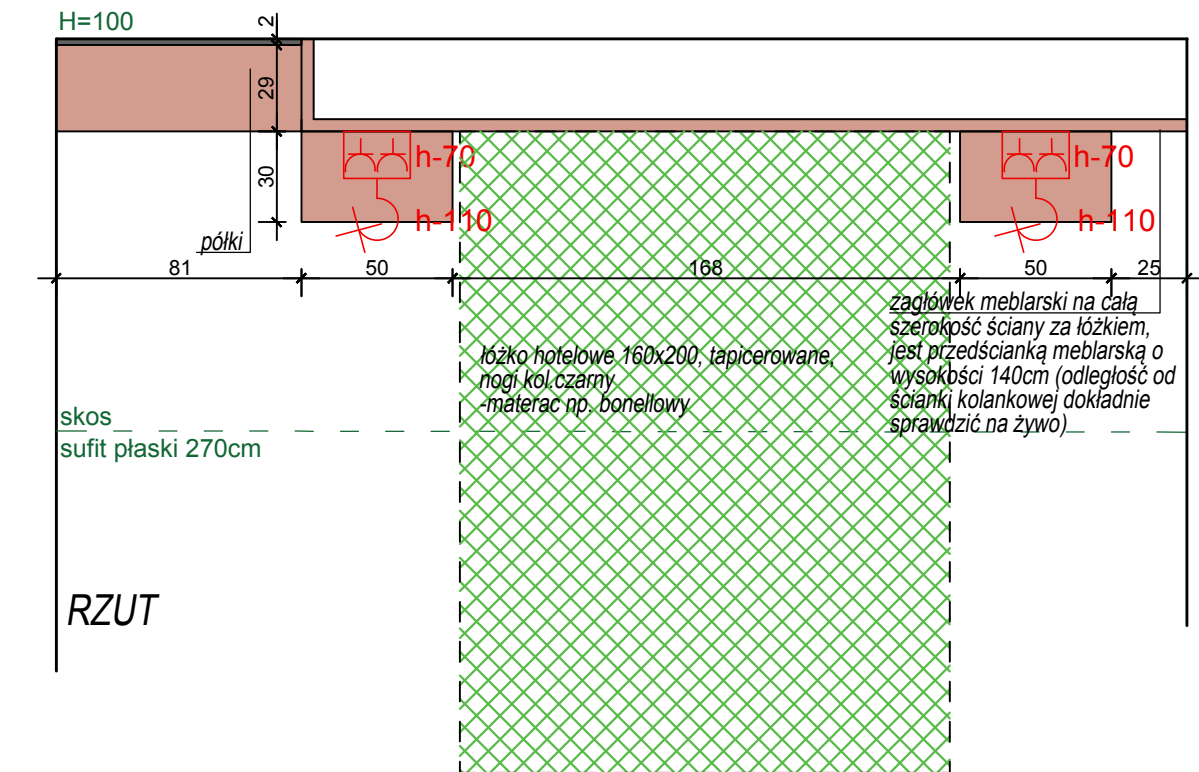 H=100
2
29
30
h-70
h-70
h-110
h-110
półki
81
50
168
50
25
zagłówek meblarski na całą
szerokość ściany za łóżkiem,
jest przedścianką meblarską o
wysokości 140cm (odległość od
ścianki kolankowej dokładnie
sprawdzić na żywo)
łóżko hotelowe 160x200, tapicerowane,
nogi kol.czarny
-materac np. bonellowy
skos
sufit płaski 270cm
RZUT